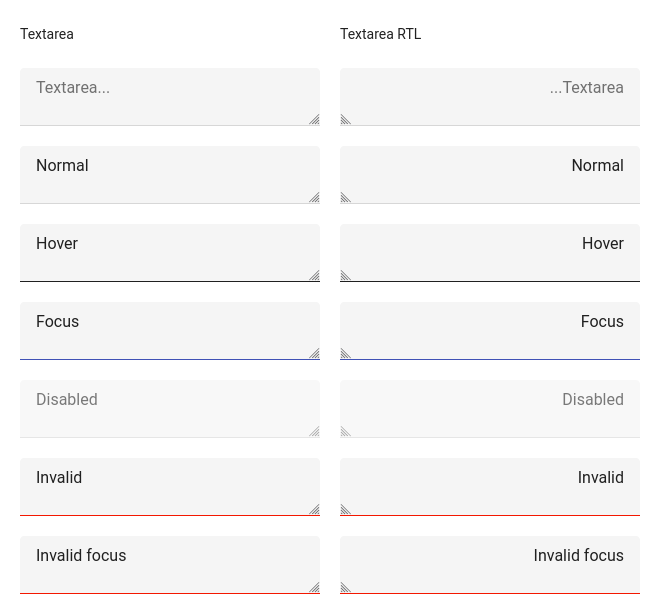 Textarea
Textarea RTL
Textarea...
...Textarea
Normal
Normal
Hover
Hover
Focus
Focus
Disabled
Disabled
Invalid
Invalid
Invalid focus
Invalid focus